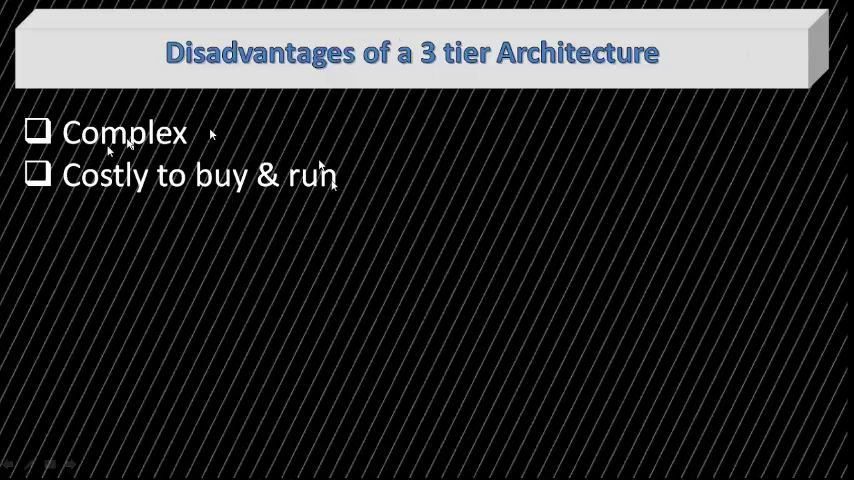 Disadvantages of a 3 tier Architecture
Complex
Costly to buy & run